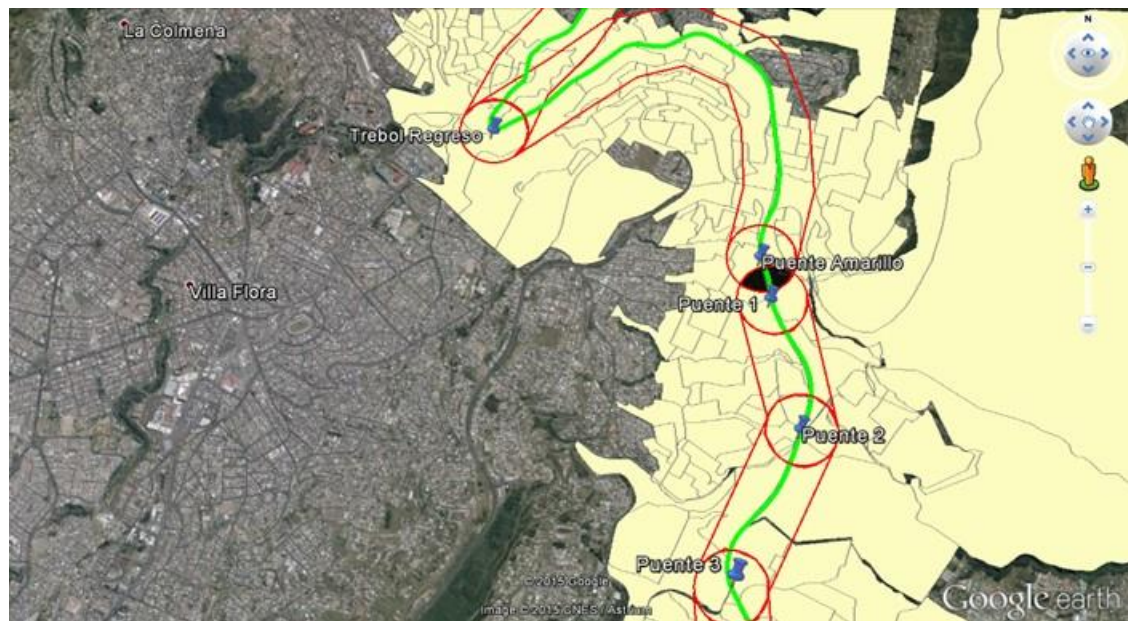 La Colmena
N
Trebol Regreso
Puente Amarillo
Villa Flora
Puente 1
Puente 2
Puente 3
© 2015 Google
Image © 2015 CNES / Astrium
Google earth